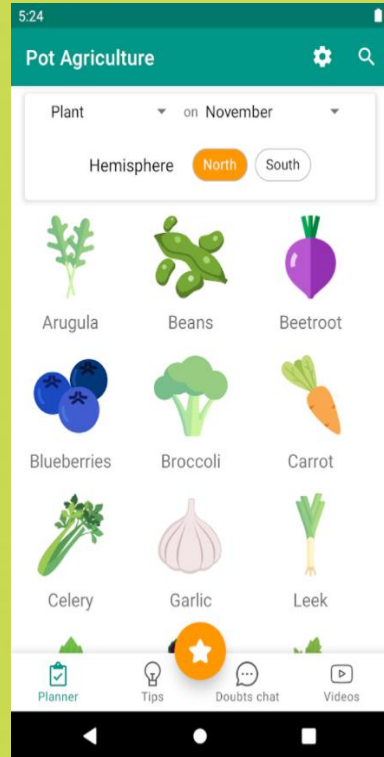 5:24
Pot Agriculture
Plant on November
Hemisphere North South
Arugula Beans Beetroot
Blueberries Broccoli Carrot
Celery Garlic Leek
Planner Tips Doubts chat Videos